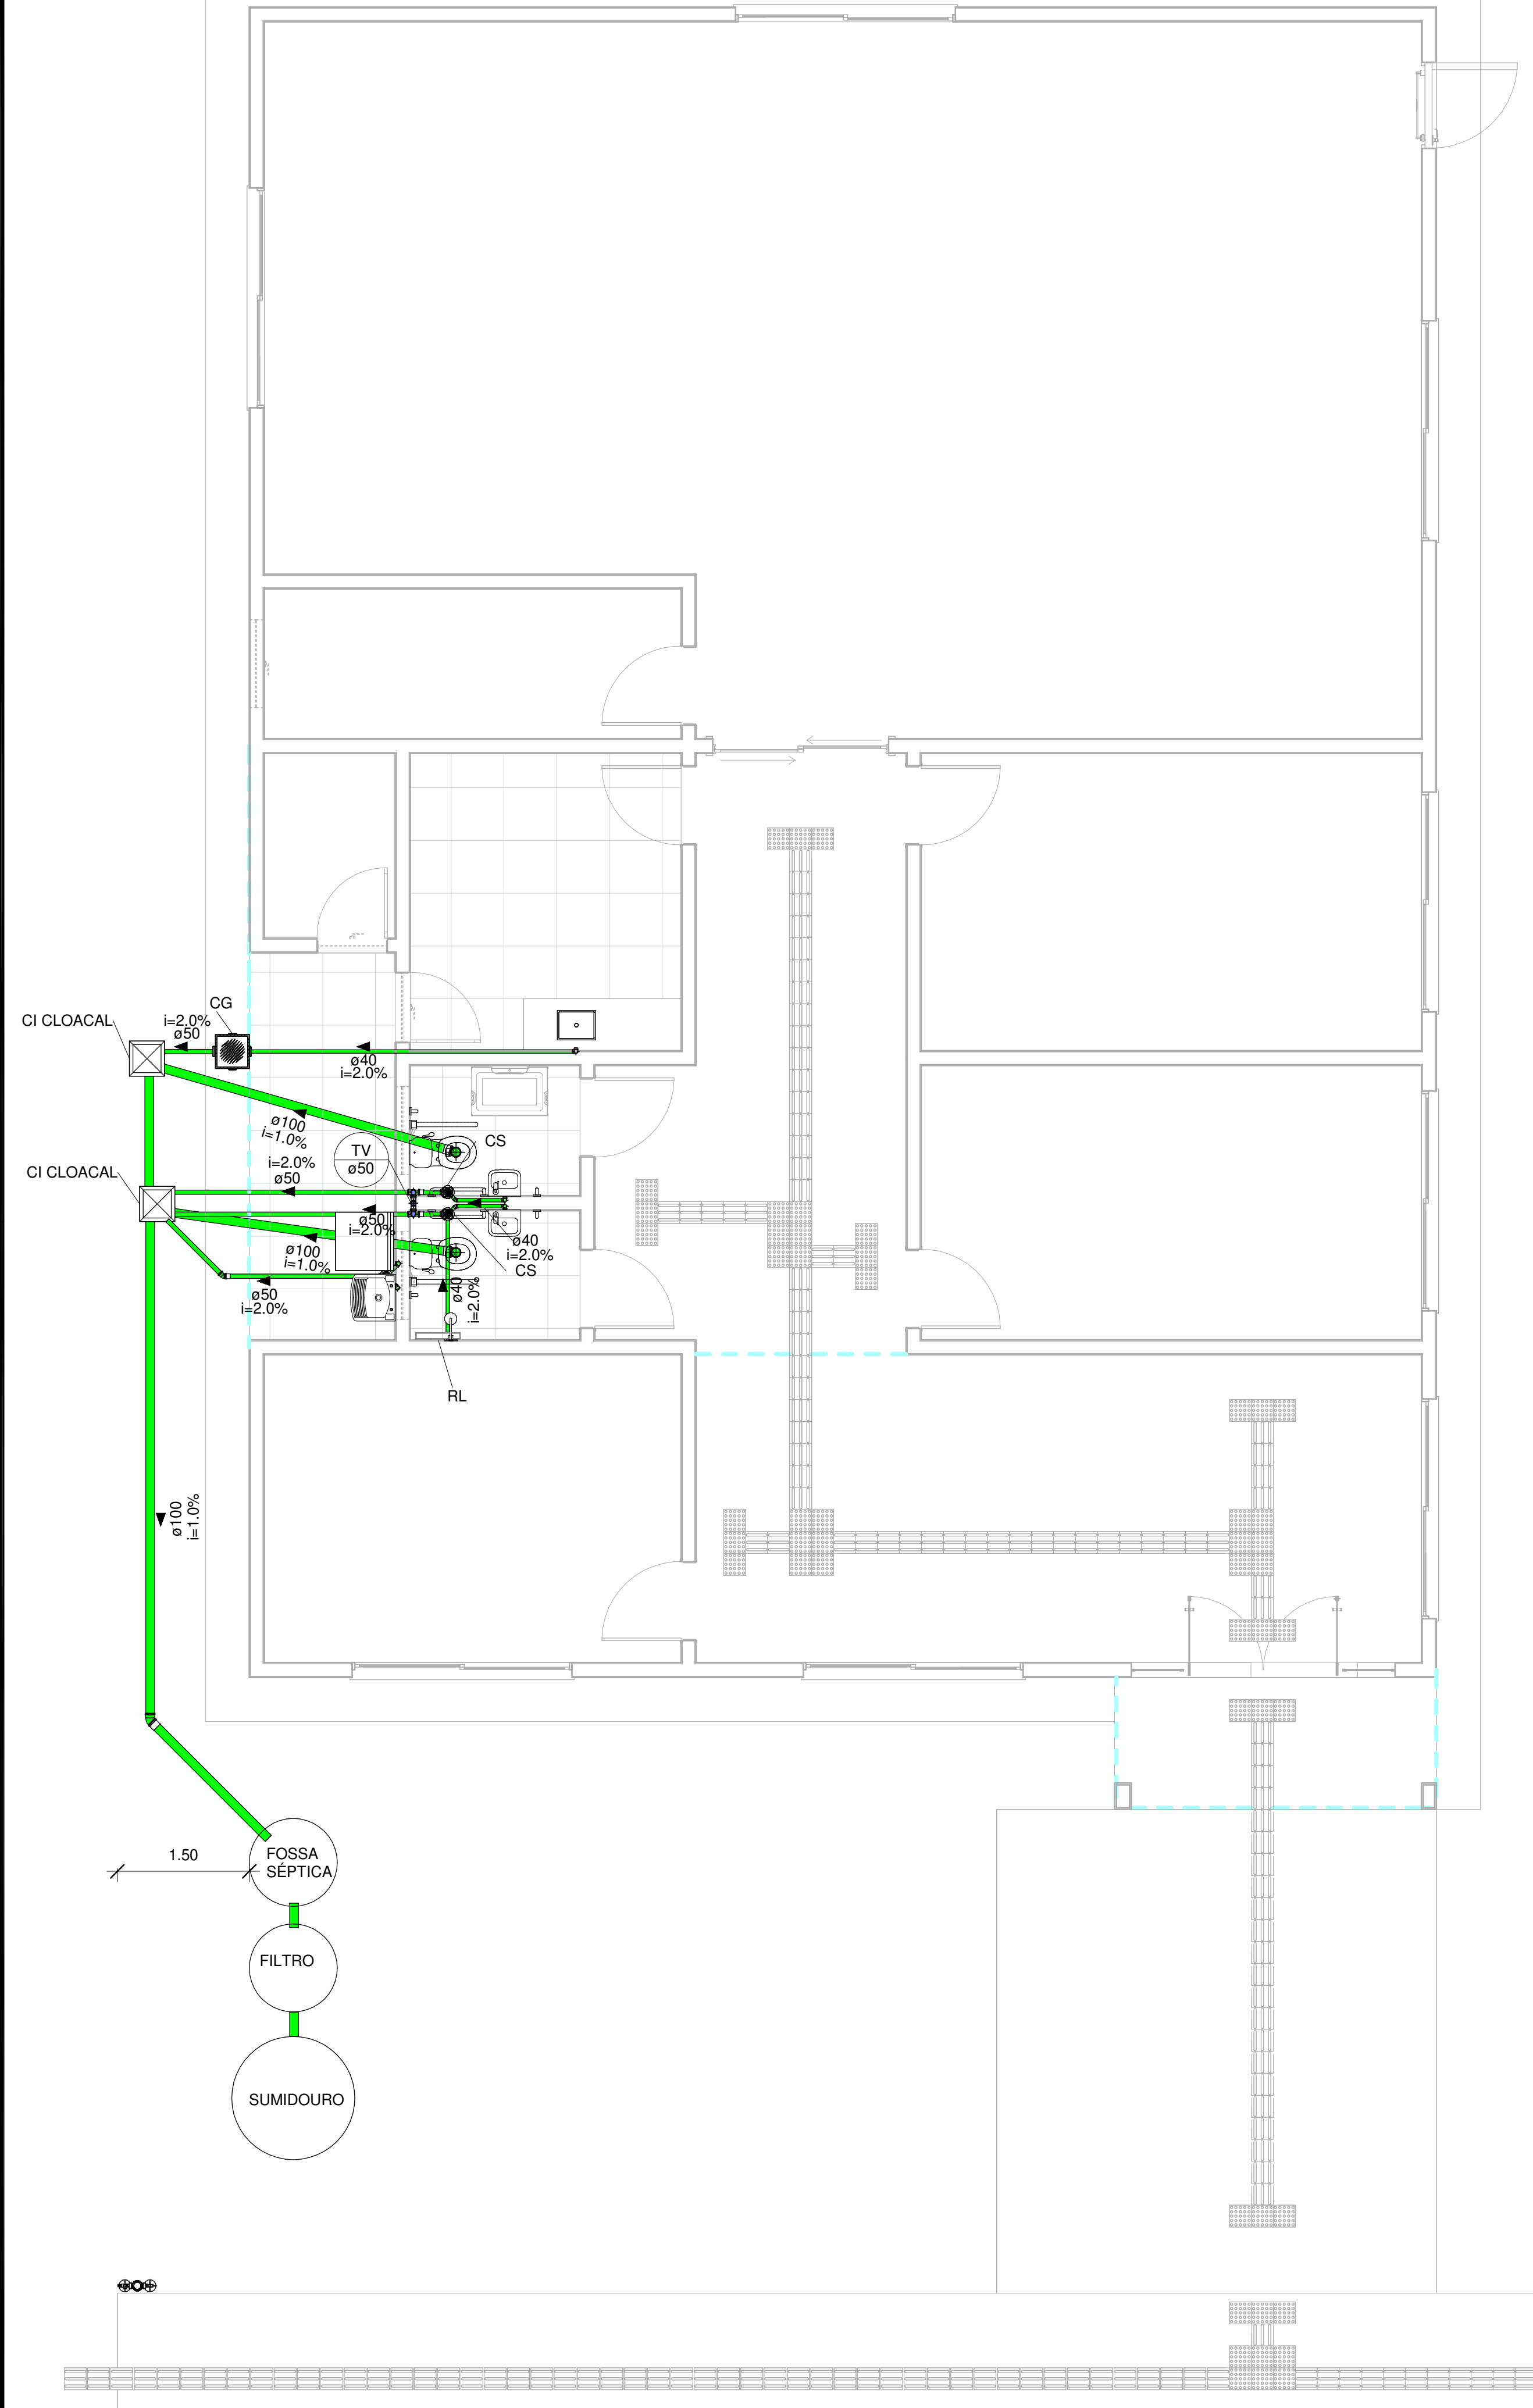 CG
CI CLOACAL
i=2.0%
ø50
ø40
i=2.0%
ø100
i=1.0%
TV
ø50
CS
CI CLOACAL
i=2.0%
ø50
ø50
i=2.0%
ø40
i=2.0%
CS
ø100
i=1.0%
ø50
i=2.0%
ø40
i=2.0%
RL
ø100
i=1.0%
1.50
FOSSA
SÉPTICA
FILTRO
SUMIDOURO